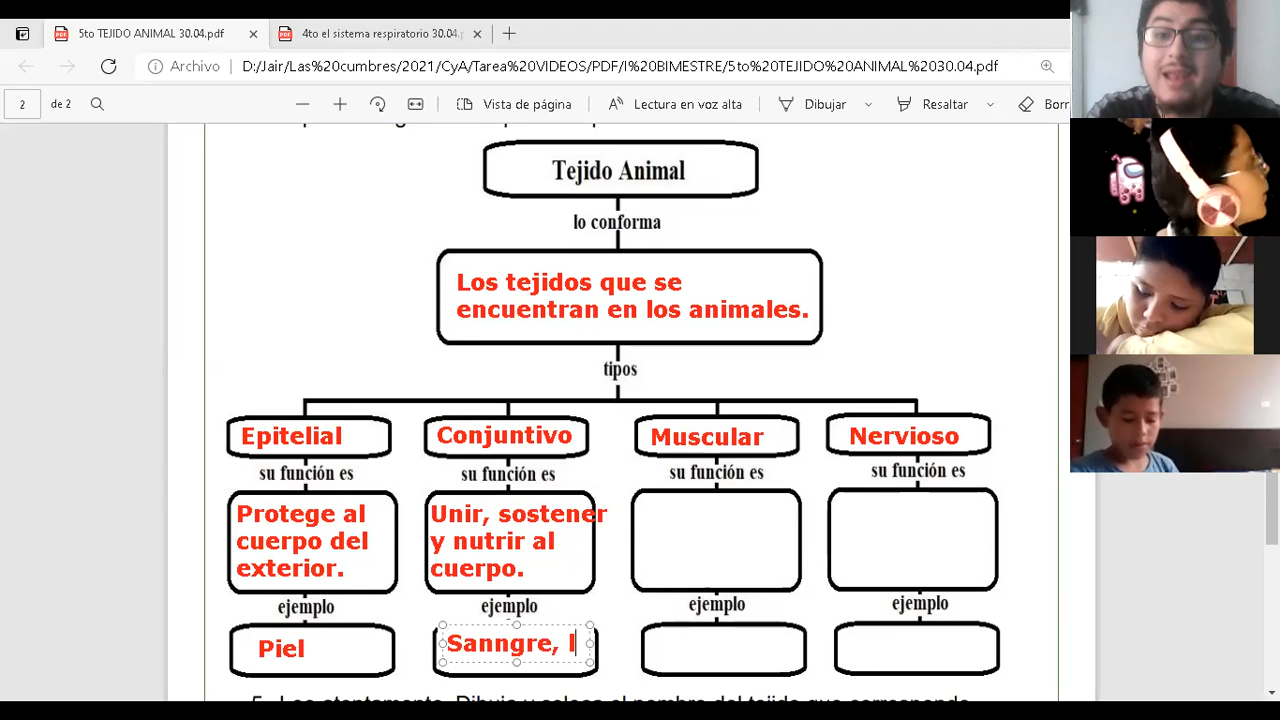 5to TEJIDO ANIMAL 30.04.pdf
4to el sistema respiratorio 30.04.
Archivo D:/Jair/Las%20cumbres/2021/CyA/Tarea%20VIDEOS/PDF/I%20BIMESTRE/5to%20TEJIDO%20ANIMAL%2030.04.pdf
2 de 2 Vista de página Lectura en voz alta Dibujar Resaltar Borr
Tejido Animal
lo conforma
Los tejidos que se
encuentran en los animales.
tipos
Epitelial Conjuntivo Muscular Nervioso
su función es su función es su función es su función es
Protege al Unir, sostener
cuerpo del y nutrir al
exterior. cuerpo.
ejemplo ejemplo ejemplo ejemplo
Piel Sanngre, l